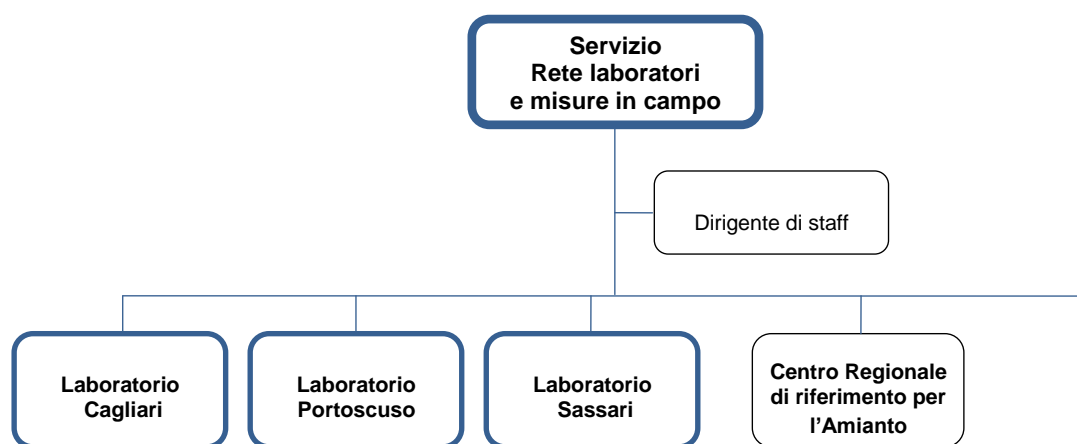 Servizio
Rete laboratori
e misure in campo
Dirigente di staff
Laboratorio
Cagliari
Laboratorio
Portoscuso
Laboratorio
Sassari
Centro Regionale
di riferimento per
l'Amianto